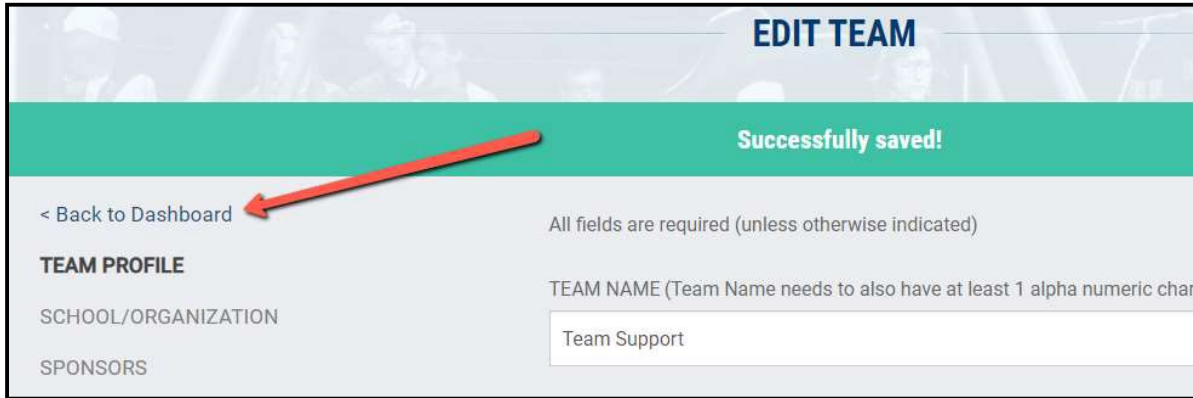 EDIT TEAM
Successfully saved!
< Back to Dashboard
TEAM PROFILE
SCHOOL/ORGANIZATION
SPONSORS
All fields are required (unless otherwise indicated)
TEAM NAME (Team Name needs to also have at least 1 alpha numeric
Team Support